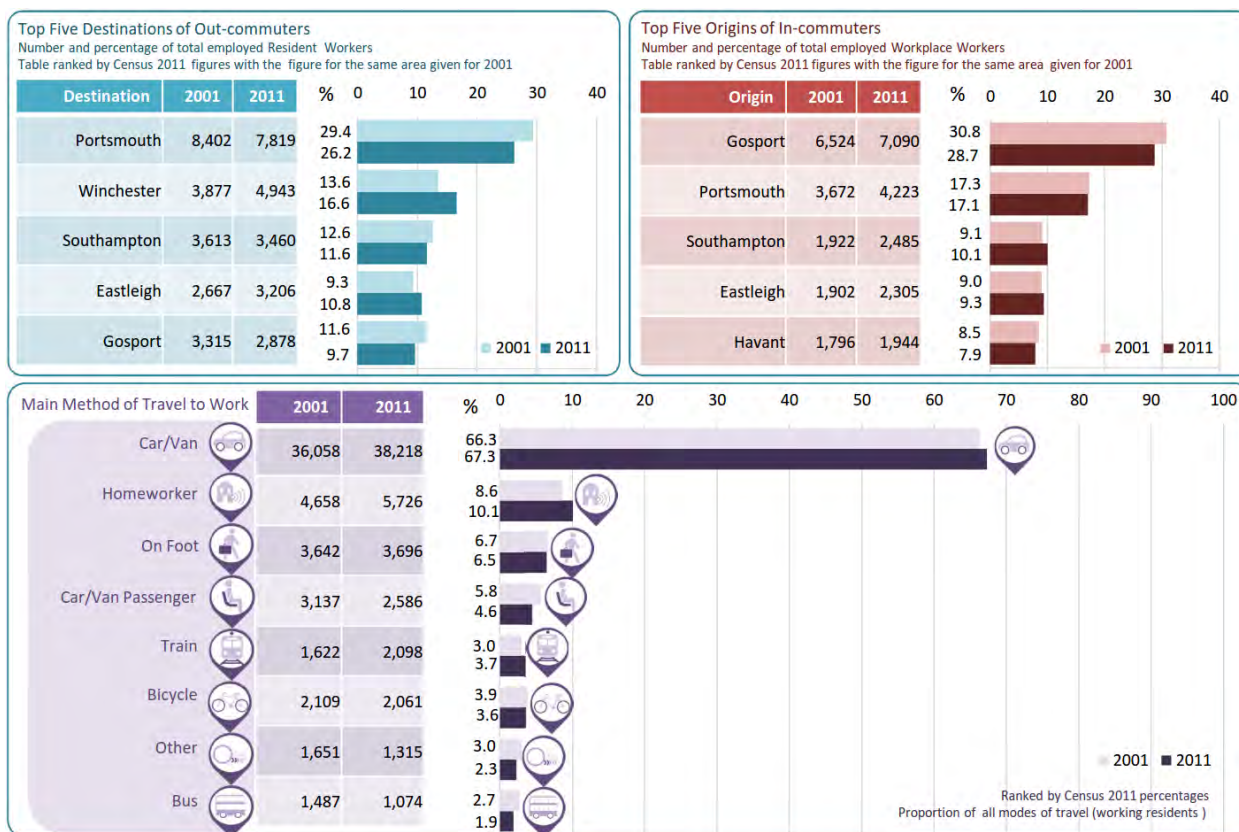 Top Five Destinations of Out-commuters
Number and percentage of total employed Resident Workers
Table ranked by Census 2011 figures with the figure for the same area given for 2001
Destination 2001 2011 % 0 10 20 30 40
Portsmouth 8,402 7,819 29.4
26.2
Winchester 3,877 4,943 13.6
16.6
Southampton 3,613 3,460 12.6
11.6
Eastleigh 2,667 3,206 9.3
10.8
Gosport 3,315 2,878 11.6
9.7
2001 2011
Top Five Origins of In-commuters
Number and percentage of total employed Workplace Workers
Table ranked by Census 2011 figures with the figure for the same area given for 2001
Origin 2001 2011 % 0 10 20 30 40
Gosport 6,524 7,090 30.8
28.7
Portsmouth 3,672 4,223 17.3
17.1
Southampton 1,922 2,485 9.1
10.1
Eastleigh 1,902 2,305 9.0
9.3
Havant 1,796 1,944 8.5
7.9
2001 2011
Main Method of Travel to Work 2001 2011 % 0 10 20 30 40 50 60 70 80 90 100
Car/Van 36,058 38,218 66.3
67.3
Homeworker 4,658 5,726 8.6
10.1
On Foot 3,642 3,696 6.7
6.5
Car/Van Passenger 3,137 2,586 5.8
4.6
Train 1,622 2,098 3.0
3.7
Bicycle 2,109 2,061 3.9
3.6
Other 1,651 1,315 3.0
2.3
Bus 1,487 1,074 2.7
1.9
2001 2011
Ranked by Census 2011 percentages
Proportion of all modes of travel (working residents )